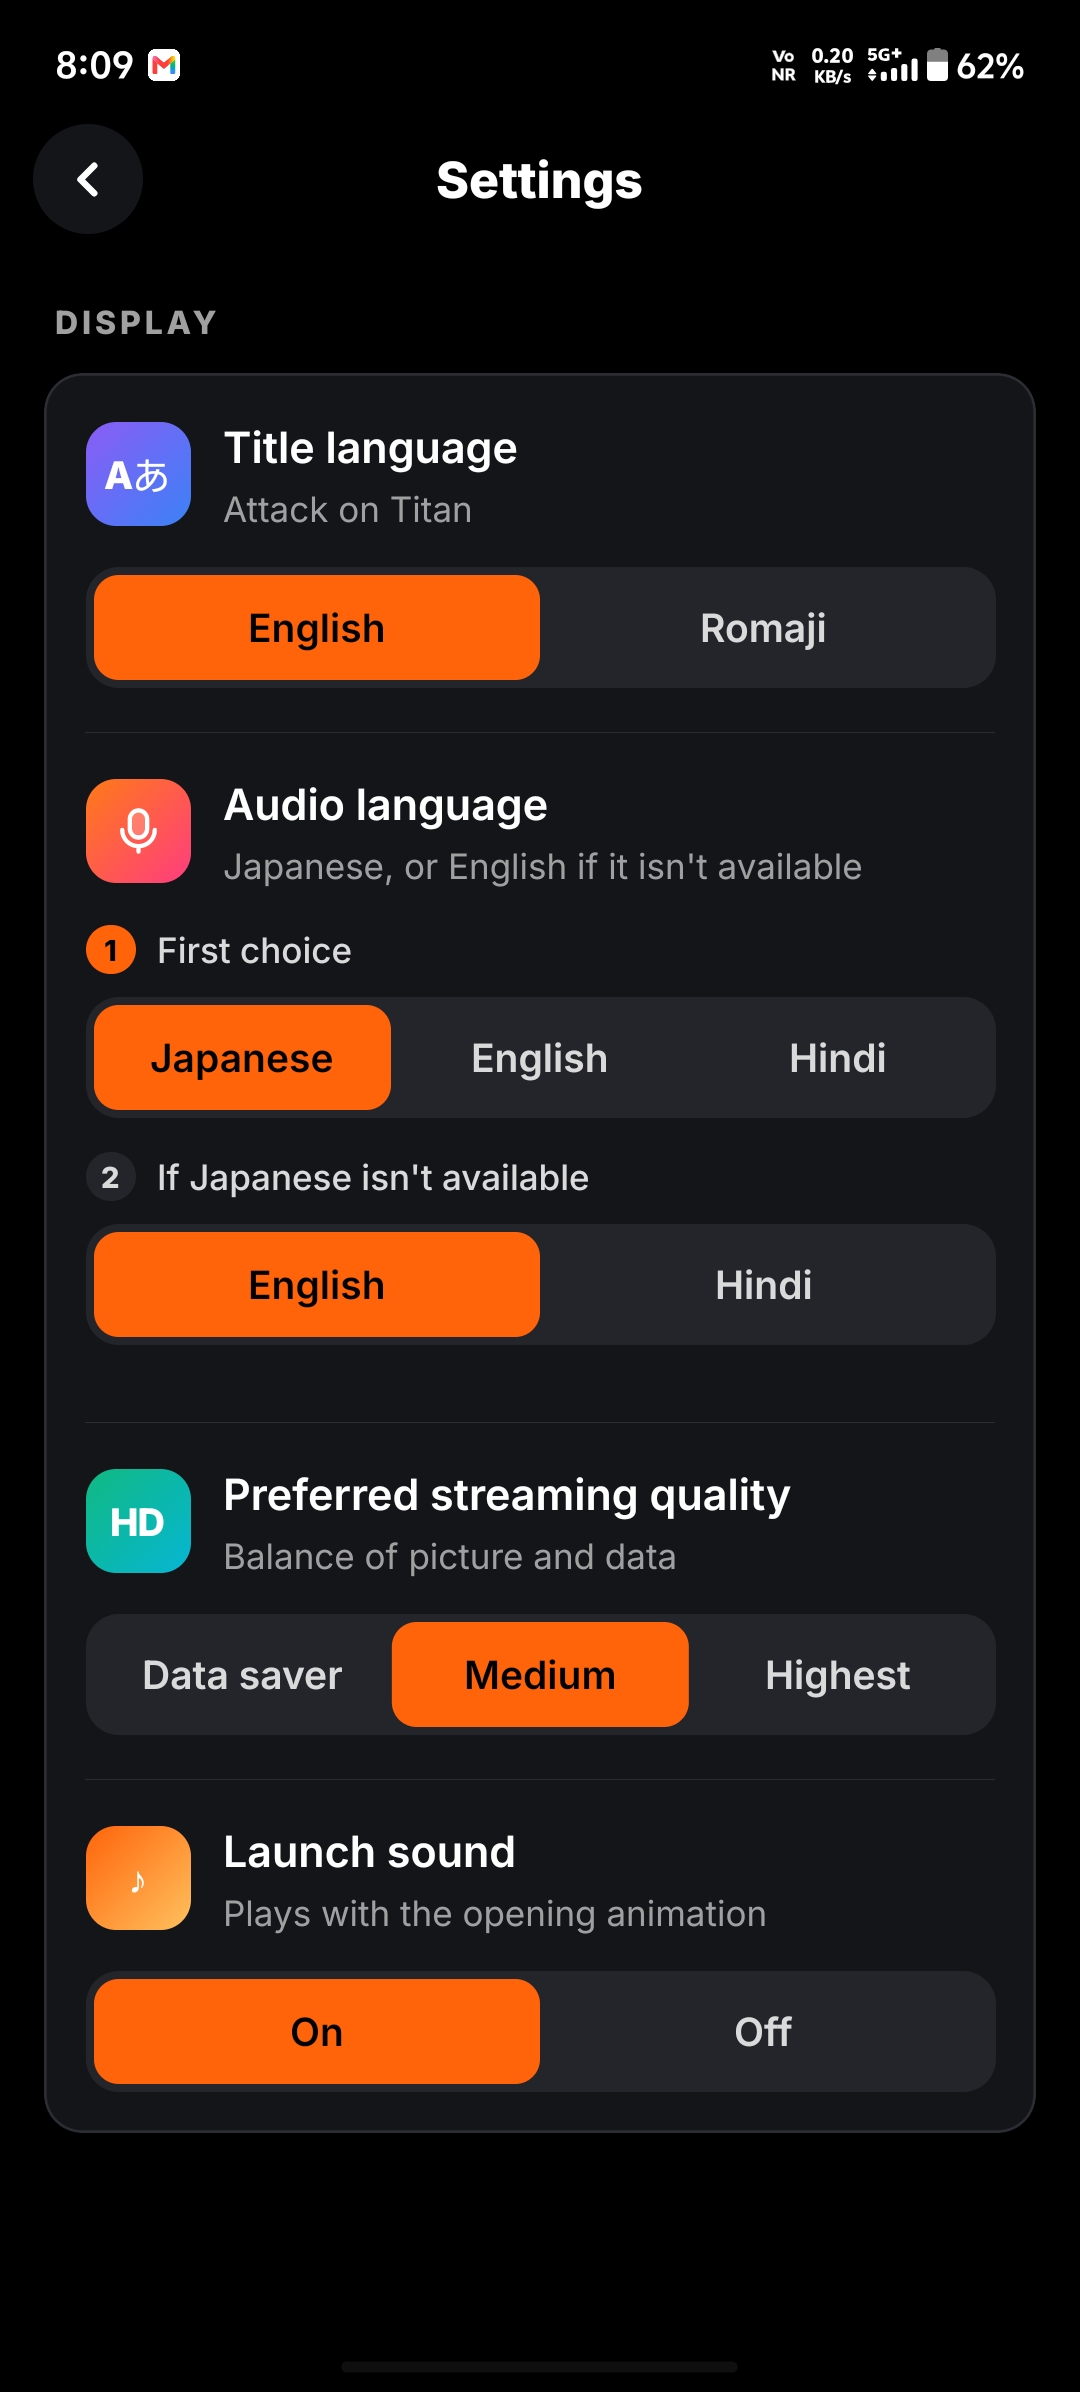 8:09
Vo NR 0.20 KB/s 5G+ 62%
Settings
DISPLAY
Aあ
Title language
Attack on Titan
English Romaji
Audio language
Japanese, or English if it isn't available
1 First choice
Japanese English Hindi
2 If Japanese isn't available
English Hindi
HD
Preferred streaming quality
Balance of picture and data
Data saver Medium Highest
♪
Launch sound
Plays with the opening animation
On Off